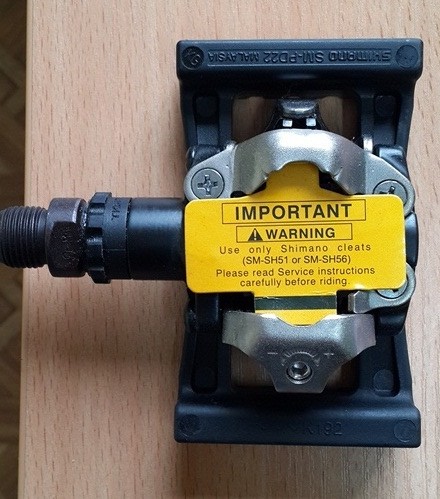 SHIMANO SM-PD22 MALAYSIA
IMPORTANT
WARNING
Use only Shimano cleats
(SM-SH51 or SM-SH56)
Please read Service instructions
carefully before riding.